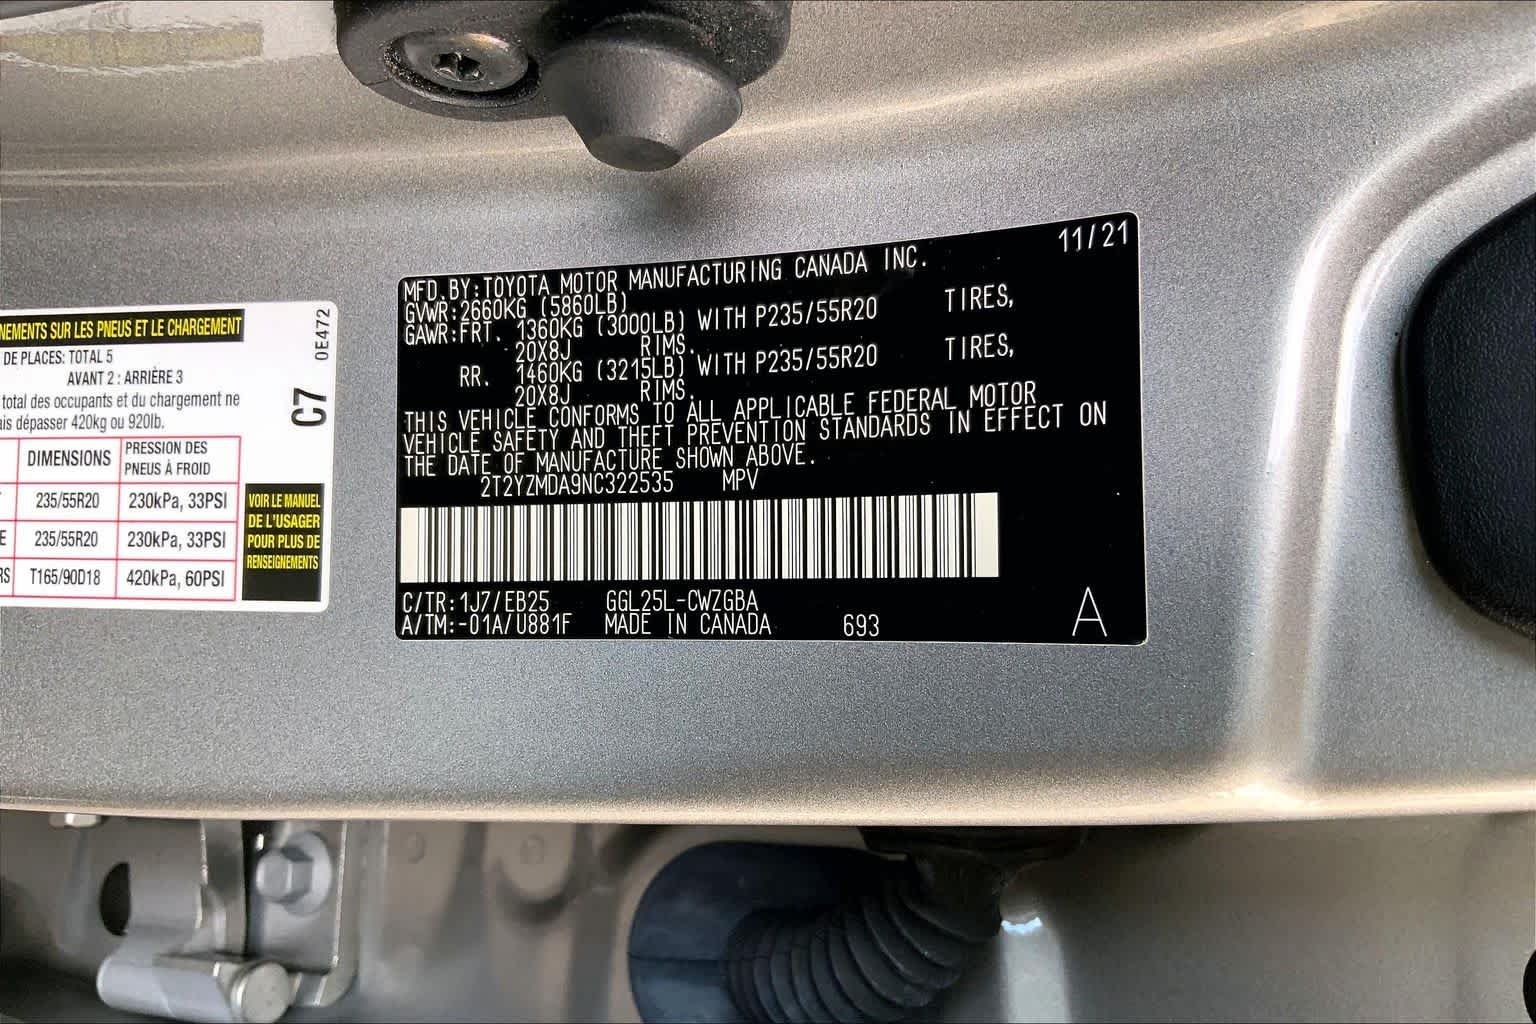 NEMENTS SUR LES PNEUS ET LE CHARGEMENT
DE PLACES: TOTAL 5
AVANT 2 : ARRIÈRE 3
total des occupants et du chargement ne
ais dépasser 420kg ou 920lb.
DIMENSIONS PRESSION DES
PNEUS À FROID
235/55R20 230kPa, 33PSI
E 235/55R20 230kPa, 33PSI
RS T165/90D18 420kPa, 60PSI
0E472
C7
VOIR LE MANUEL
DE L'USAGER
POUR PLUS DE
RENSEIGNEMENTS
11/21
MFD.BY:TOYOTA MOTOR MANUFACTURING CANADA INC.
GVWR:2660KG (5860LB)
GAWR:FRT. 1360KG (3000LB) WITH P235/55R20 TIRES,
20X8J RIMS.
RR. 1460KG (3215LB) WITH P235/55R20 TIRES,
20X8J RIMS.
THIS VEHICLE CONFORMS TO ALL APPLICABLE FEDERAL MOTOR
VEHICLE SAFETY AND THEFT PREVENTION STANDARDS IN EFFECT ON
THE DATE OF MANUFACTURE SHOWN ABOVE.
2T2YZMDA9NC322535 MPV
C/TR:1J7/EB25 GGL25L-CWZGBA
A/TM:-01A/U881F MADE IN CANADA 693
A